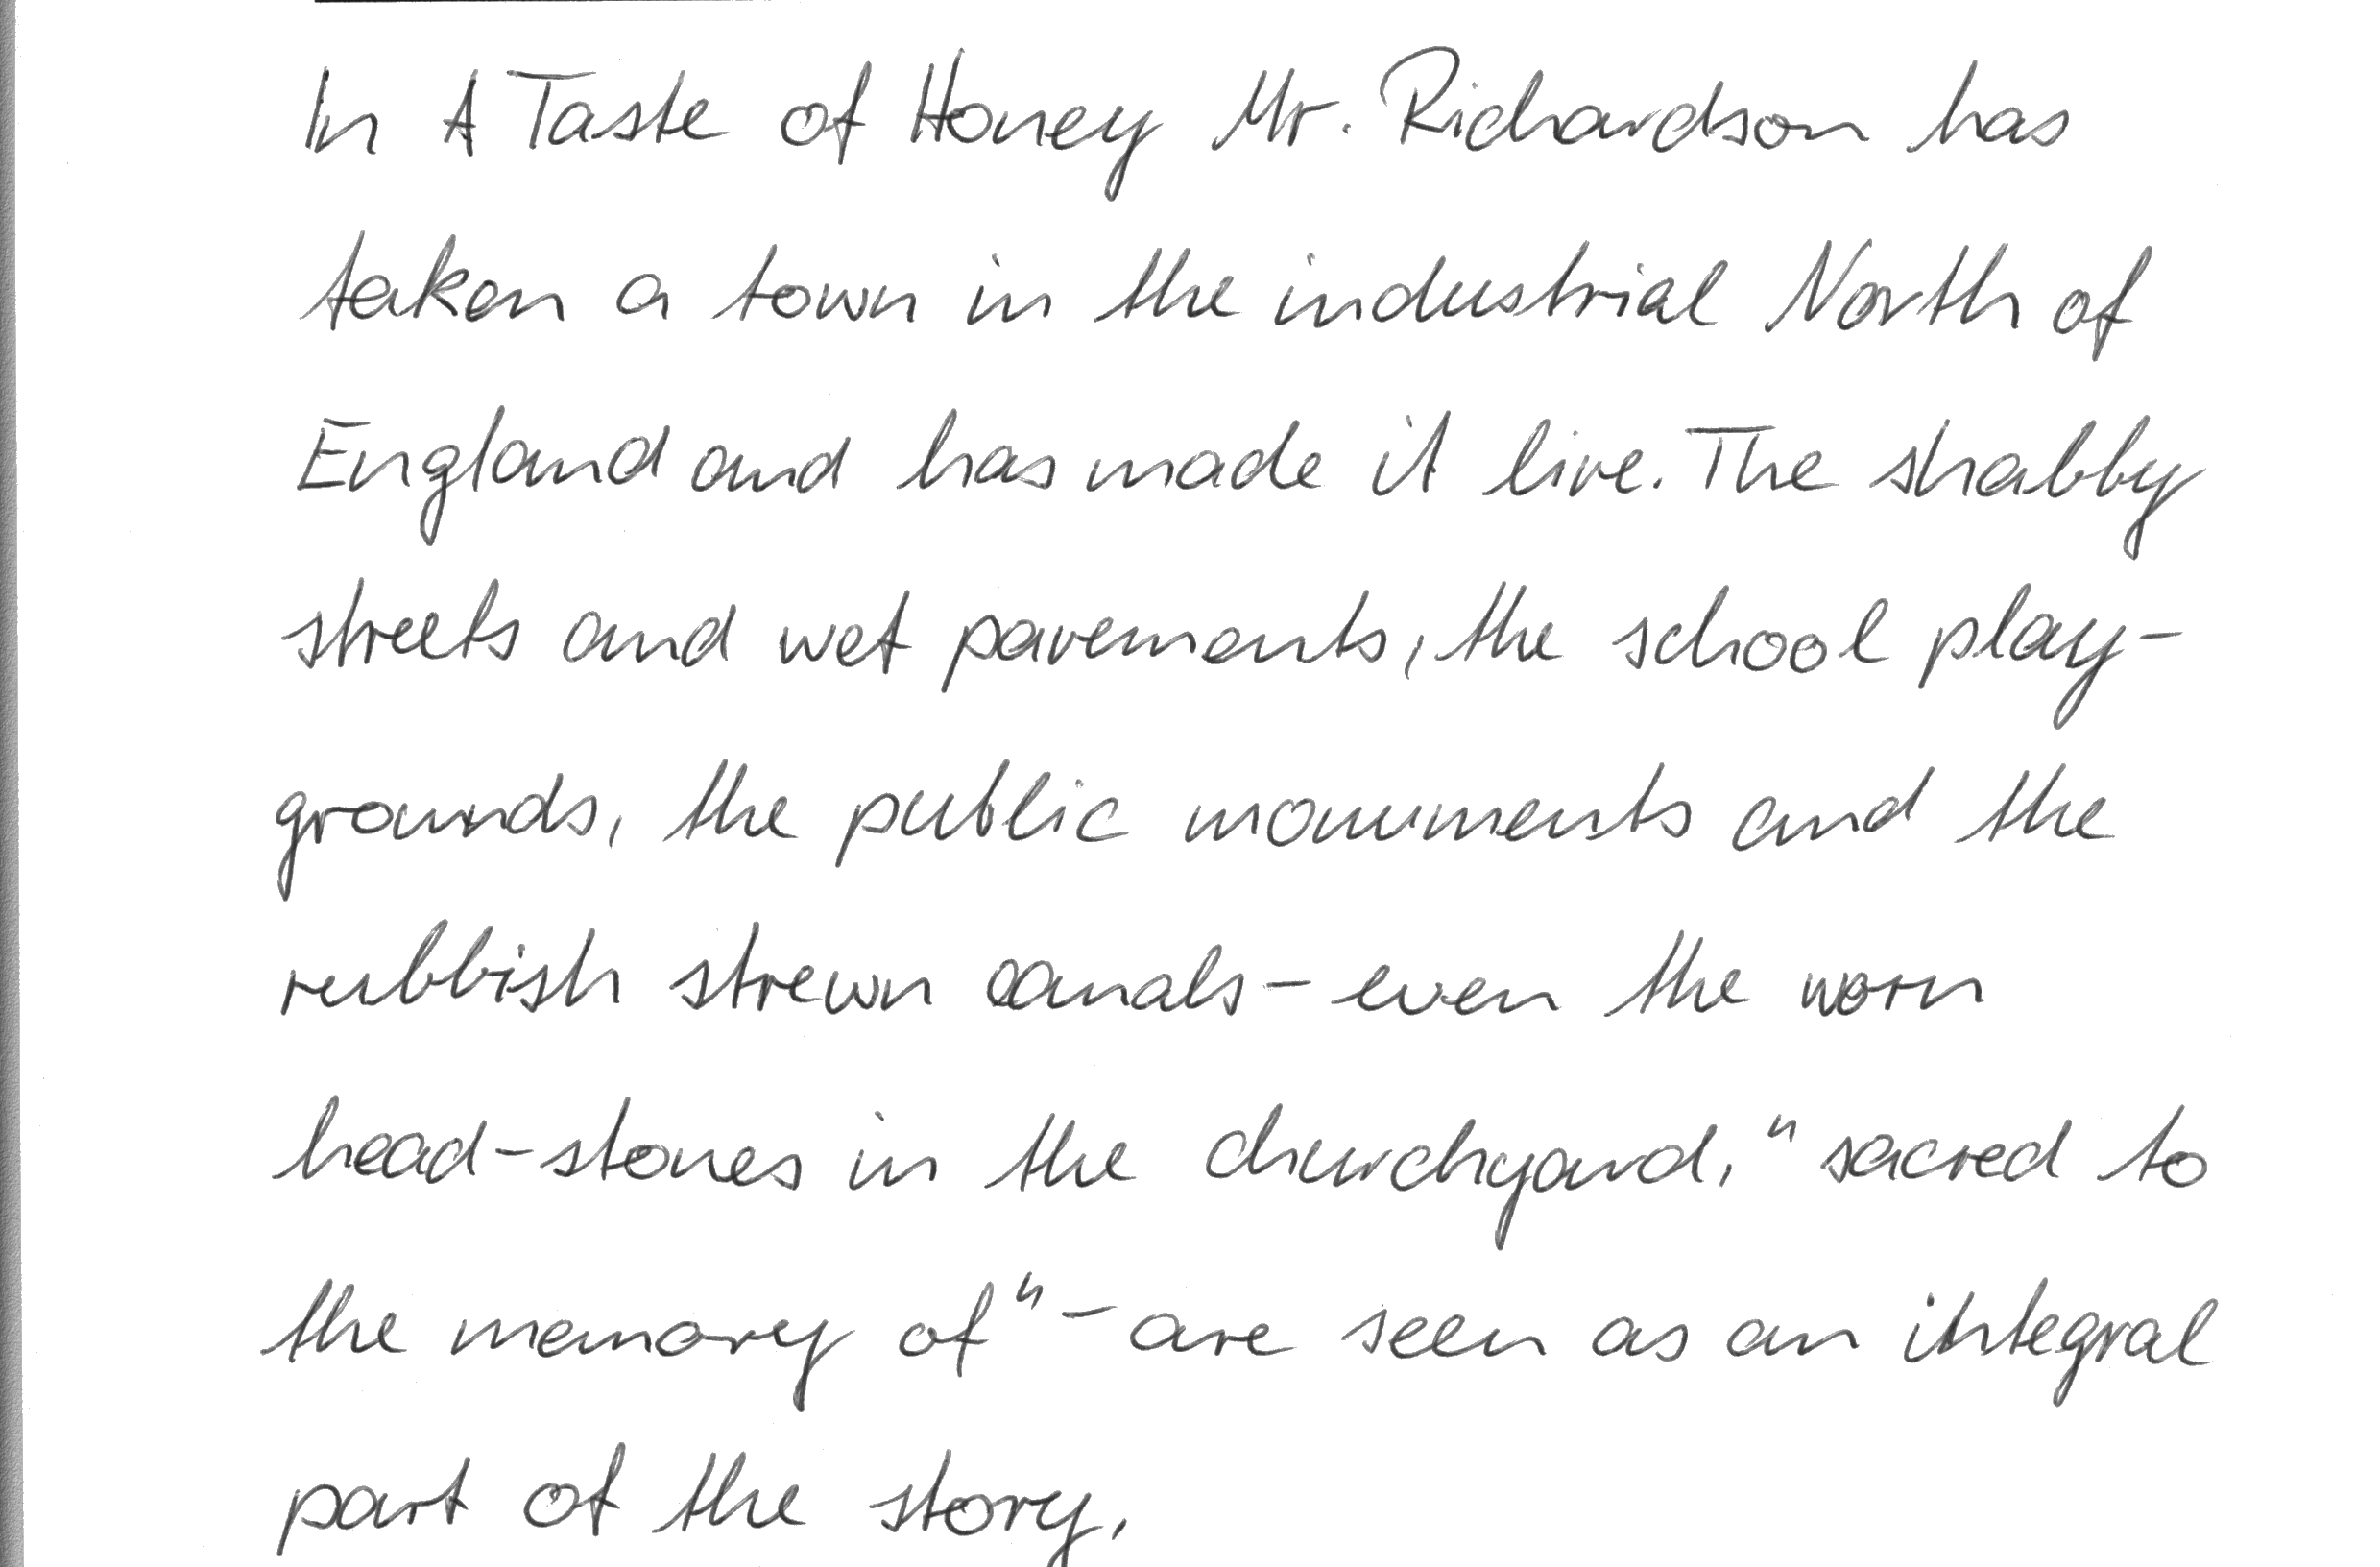 In A Taste of Honey Mr. Richardson has
taken a town in the industrial North of
England and has made it live. The shabby
streets and wet pavements, the school play-
grounds, the public monuments and the
rubbish strewn canals - even the worn
head-stones in the churchyard, "sacred to
the memory of" - are seen as an integral
part of the story.